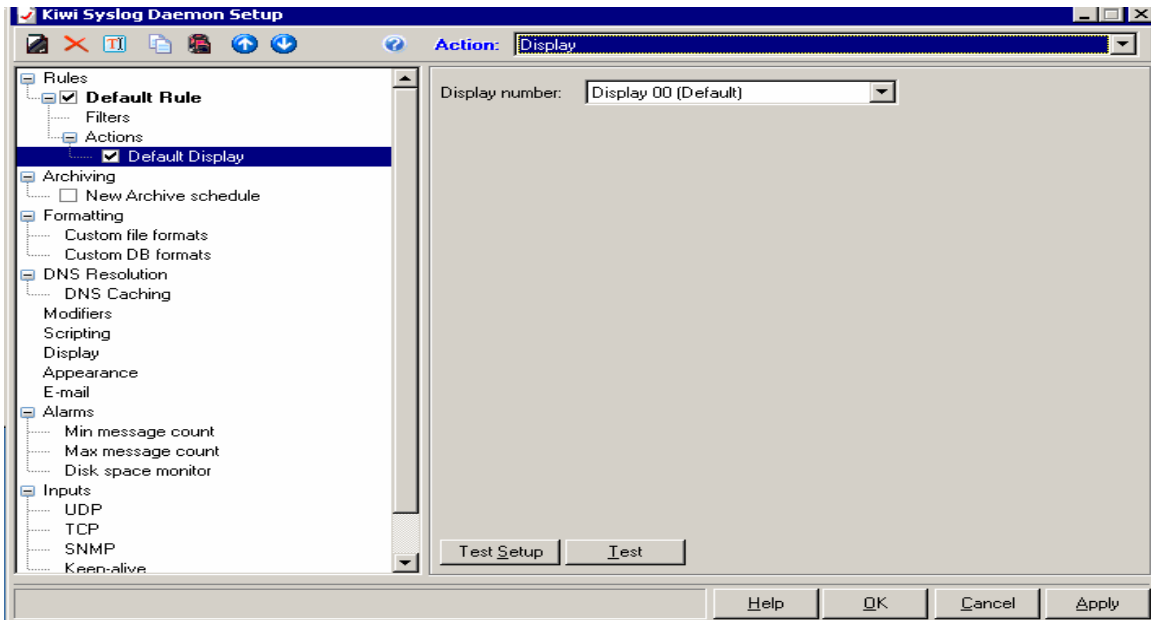 Kiwi Syslog Daemon Setup
Action: Display
Rules
Default Rule
Filters
Actions
Default Display
Archiving
New Archive schedule
Formatting
Custom file formats
Custom DB formats
DNS Resolution
DNS Caching
Modifiers
Scripting
Display
Appearance
E-mail
Alarms
Min message count
Max message count
Disk space monitor
Inputs
UDP
TCP
SNMP
Keep-alive
Display number: Display 00 (Default)
Test Setup Test
Help OK Cancel Apply